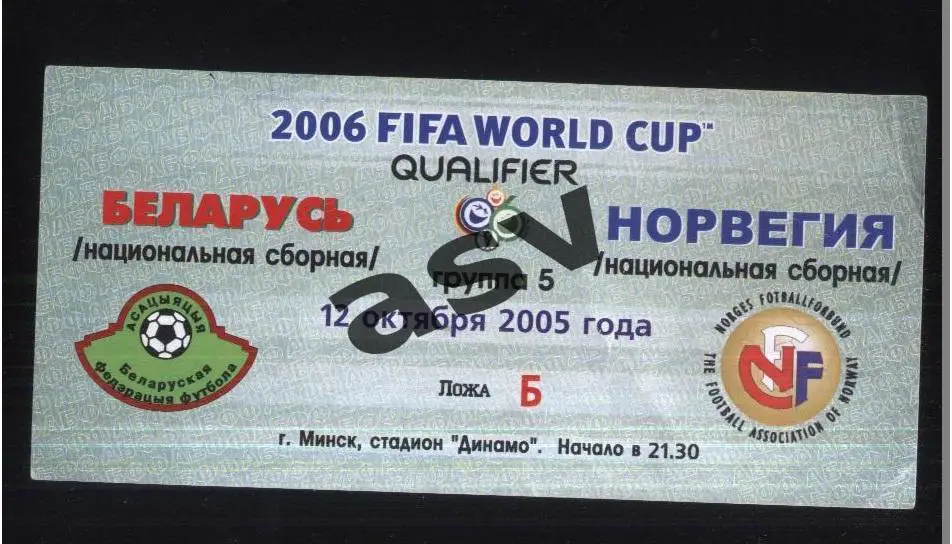 2006 FIFA WORLD CUP™
QUALIFIER
БЕЛАРУСЬ
/национальная сборная/
НОРВЕГИЯ
/национальная сборная/
asv
группа 5
12 октября 2005 года
АСАЦЫЯЦЫЯ
Беларуская
федэрацыя футбола
NORGES FOTBALLFORBUND
THE FOOTBALL ASSOCIATION OF NORWAY
NFF
Ложа Б
г. Минск, стадион "Динамо". Начало в 21.30